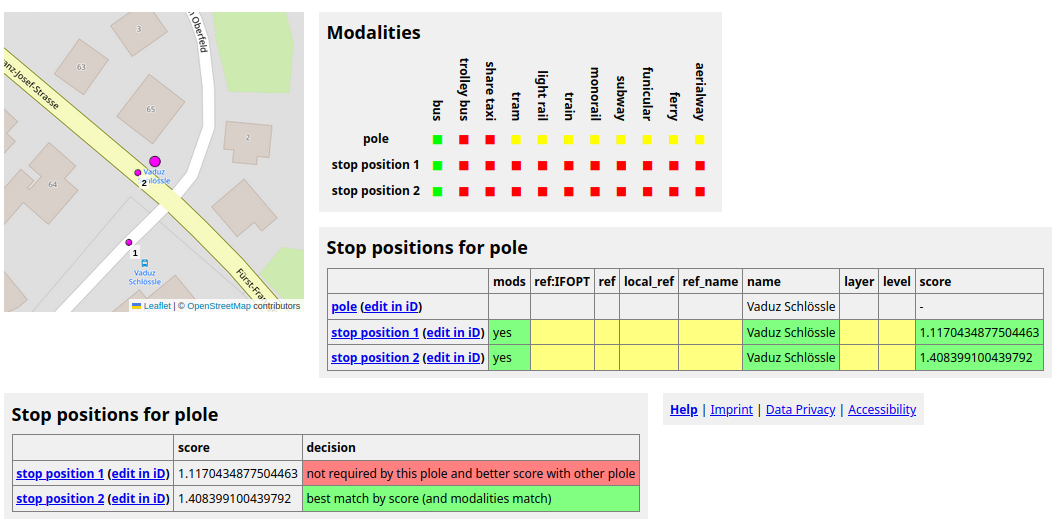 n Oberfeld
3
63
anz-Josef-Strasse
65
2
Vaduz
Schlössle
2
64
1
Vaduz
Schlössle
Fürst-Fra
Leaflet | © OpenStreetMap contributors
Modalities
bus trolley bus share taxi tram light rail train monorail subway funicular ferry aerialway
pole
stop position 1
stop position 2
Stop positions for pole
mods ref:IFOPT ref local_ref ref_name name layer level score
pole (edit in iD) Vaduz Schlössle -
stop position 1 (edit in iD) yes Vaduz Schlössle 1.1170434877504463
stop position 2 (edit in iD) yes Vaduz Schlössle 1.408399100439792
Stop positions for plole
score decision
stop position 1 (edit in iD) 1.1170434877504463 not required by this plole and better score with other plole
stop position 2 (edit in iD) 1.408399100439792 best match by score (and modalities match)
Help | Imprint | Data Privacy | Accessibility